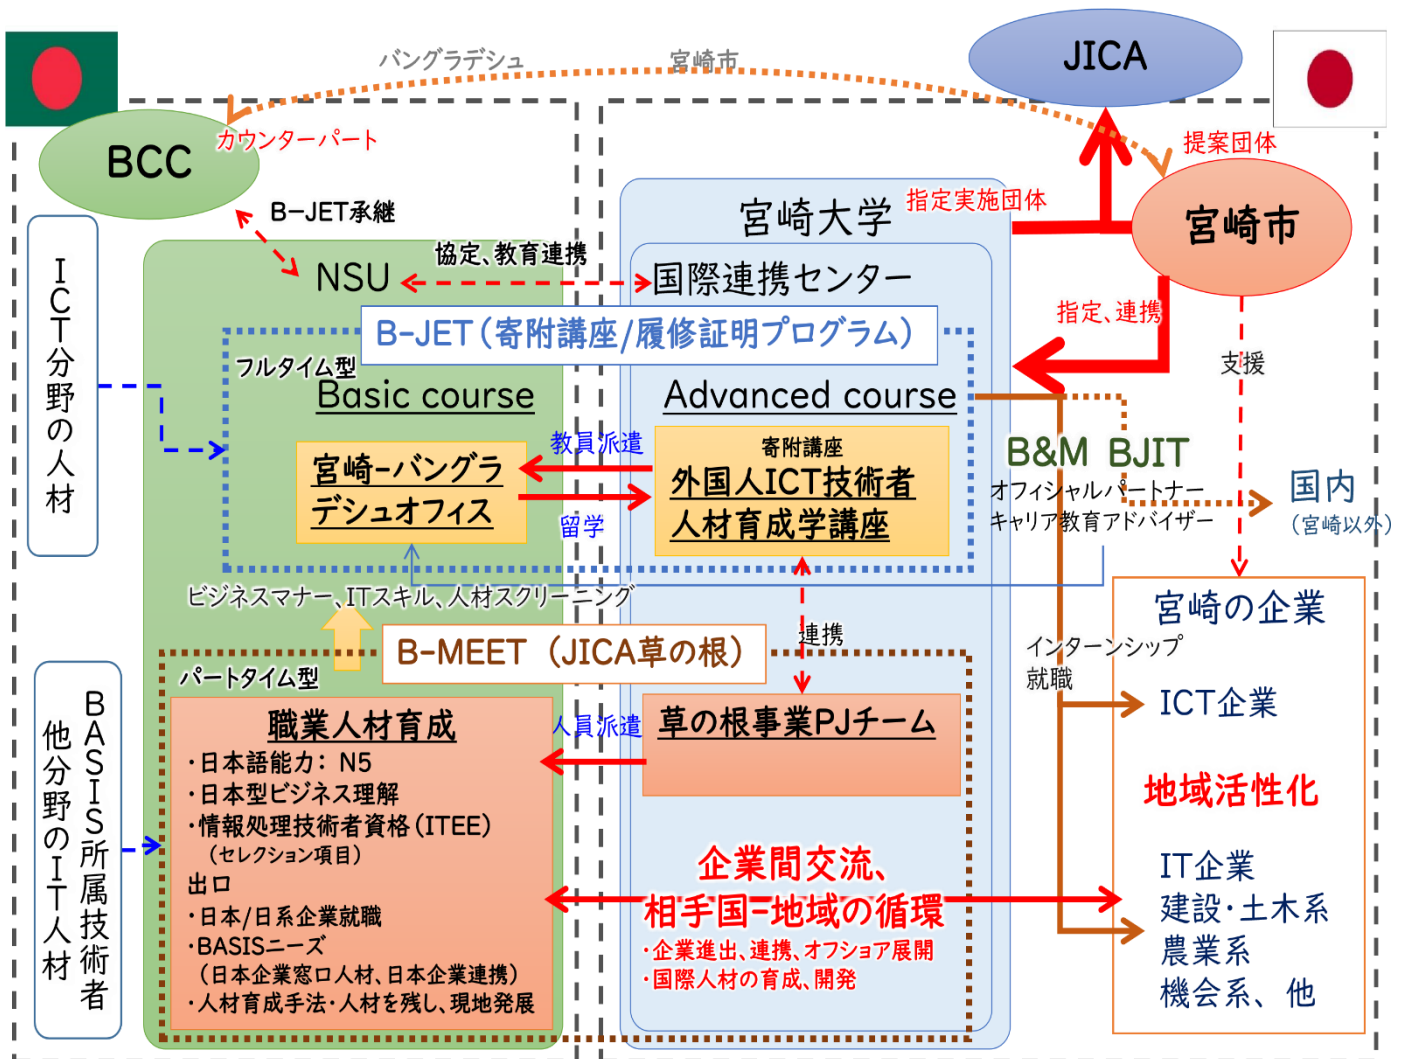 バングラデシュ
宮崎市
JICA
BCC
カウンターパート
提案団体
宮崎市
B-JET承継
宮崎大学
指定実施団体
NSU
協定、教育連携
国際連携センター
指定、連携
支援
B-JET（寄附講座/履修証明プログラム）
フルタイム型
Basic course
Advanced course
ICT分野の人材
宮崎-バングラ
デシュオフィス
教員派遣
留学
寄附講座
外国人ICT技術者
人材育成学講座
B&M BJIT
オフィシャルパートナー
キャリア教育アドバイザー
国内
（宮崎以外）
ビジネスマナー、ITスキル、人材スクリーニング
連携
B-MEET（JICA草の根）
パートタイム型
インターンシップ
就職
宮崎の企業
ICT企業
地域活性化
IT企業
建設・土木系
農業系
機会系、他
BASIS所属技術者
他分野のIT人材
職業人材育成
・日本語能力： N5
・日本型ビジネス理解
・情報処理技術者資格（ITEE）
（セレクション項目）
出口
・日本/日系企業就職
・BASISニーズ
（日本企業窓口人材、日本企業連携）
・人材育成手法・人材を残し、現地発展
人員派遣
草の根事業PJチーム
企業間交流、
相手国-地域の循環
・企業進出、連携、オフショア展開
・国際人材の育成、開発